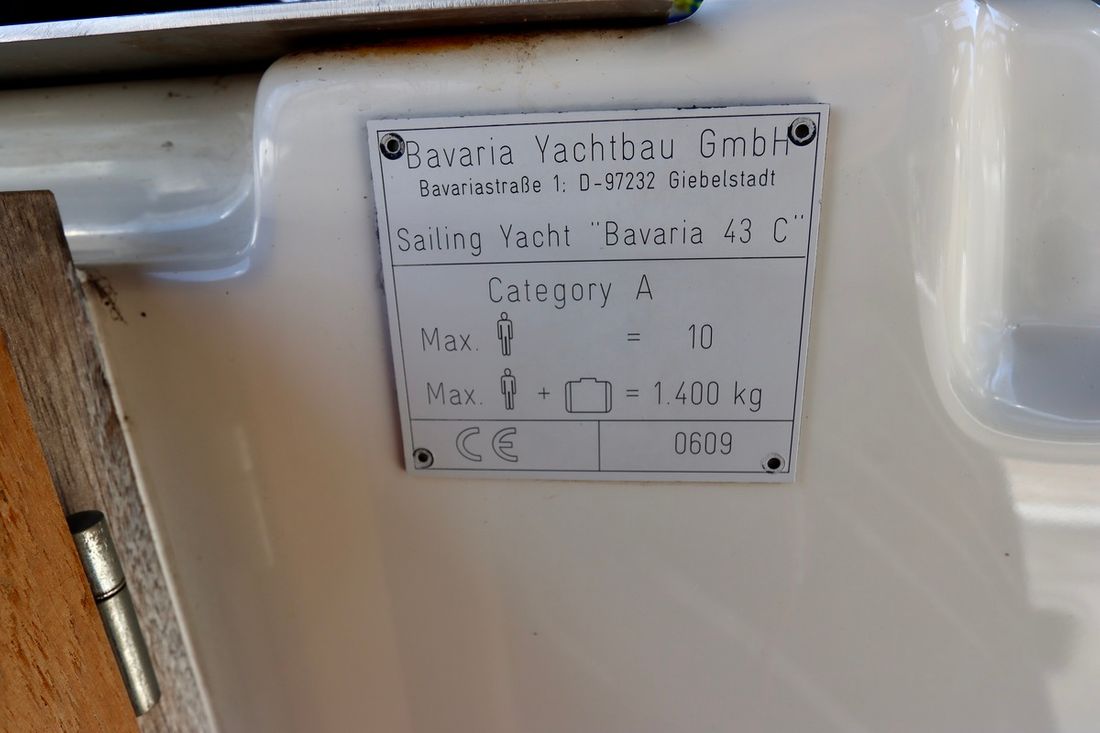 Bavaria Yachtbau GmbH
Bavariastraße 1; D-97232 Giebelstadt
Sailing Yacht "Bavaria 43 C"
Category A
Max. = 10
Max. + = 1.400 kg
CE 0609